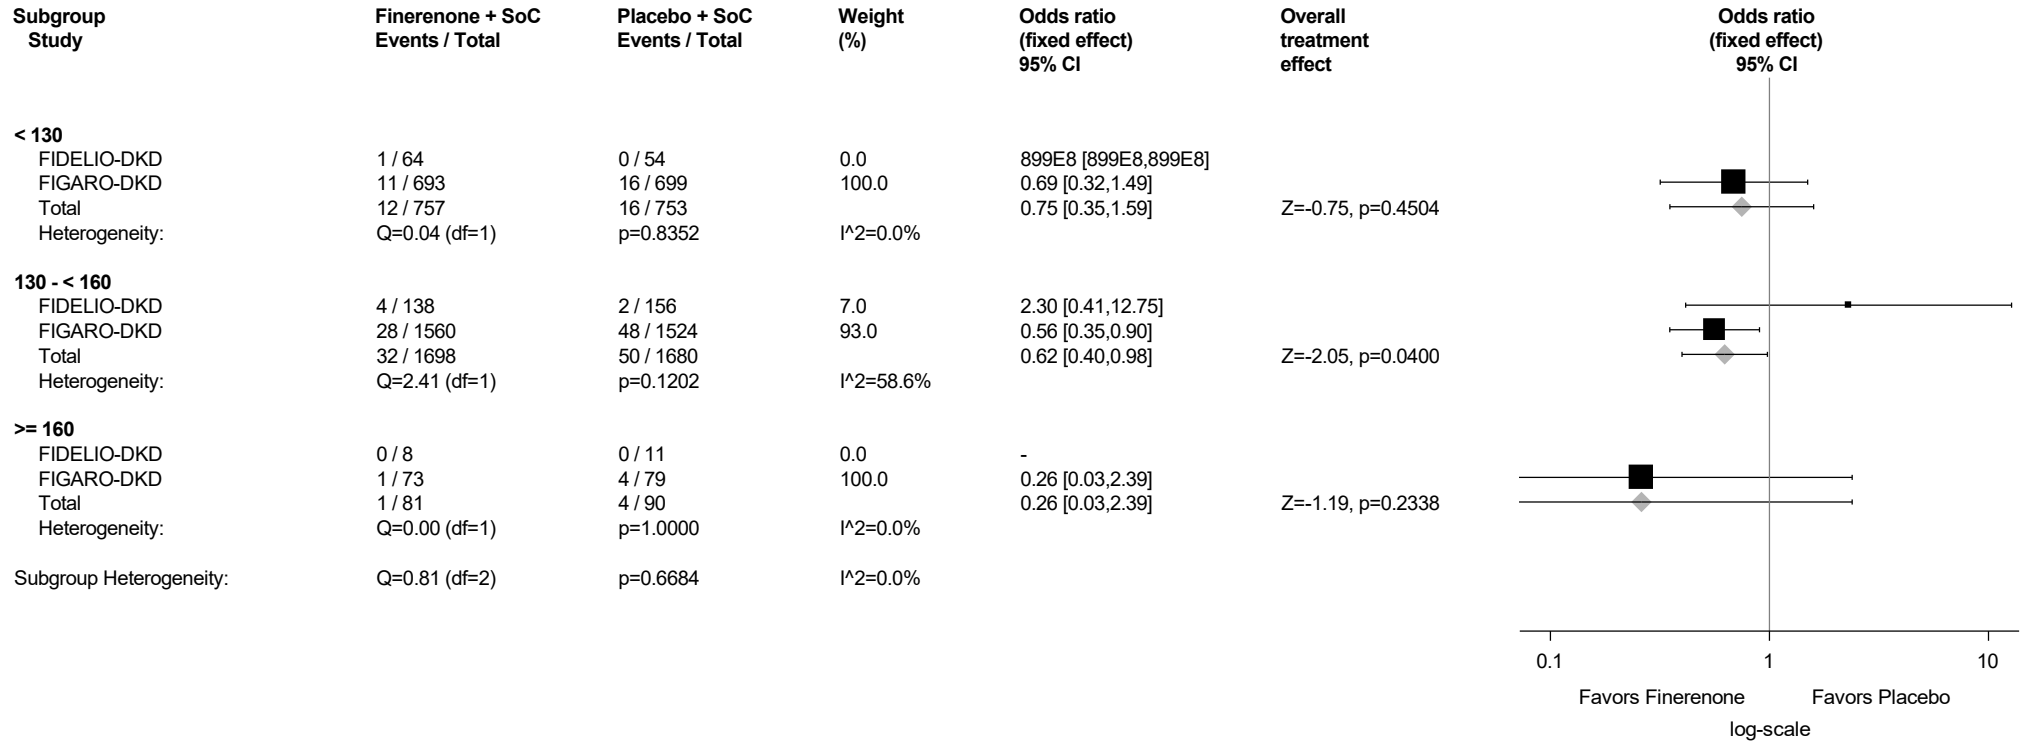 Subgroup Finerenone + SoC Placebo + SoC Weight Odds ratio Overall Odds ratio
Study Events / Total Events / Total (%) (fixed effect) treatment (fixed effect)
95% CI effect 95% CI
< 130
FIDELIO-DKD 1 / 64 0 / 54 0.0 899E8 [899E8,899E8]
FIGARO-DKD 11 / 693 16 / 699 100.0 0.69 [0.32,1.49]
Total 12 / 757 16 / 753 0.75 [0.35,1.59] Z=-0.75, p=0.4504
Heterogeneity: Q=0.04 (df=1) p=0.8352 I^2=0.0%
130 - < 160
FIDELIO-DKD 4 / 138 2 / 156 7.0 2.30 [0.41,12.75]
FIGARO-DKD 28 / 1560 48 / 1524 93.0 0.56 [0.35,0.90]
Total 32 / 1698 50 / 1680 0.62 [0.40,0.98] Z=-2.05, p=0.0400
Heterogeneity: Q=2.41 (df=1) p=0.1202 I^2=58.6%
>= 160
FIDELIO-DKD 0 / 8 0 / 11 0.0 -
FIGARO-DKD 1 / 73 4 / 79 100.0 0.26 [0.03,2.39]
Total 1 / 81 4 / 90 0.26 [0.03,2.39] Z=-1.19, p=0.2338
Heterogeneity: Q=0.00 (df=1) p=1.0000 I^2=0.0%
Subgroup Heterogeneity: Q=0.81 (df=2) p=0.6684 I^2=0.0%
0.1 1 10
Favors Finerenone Favors Placebo
log-scale